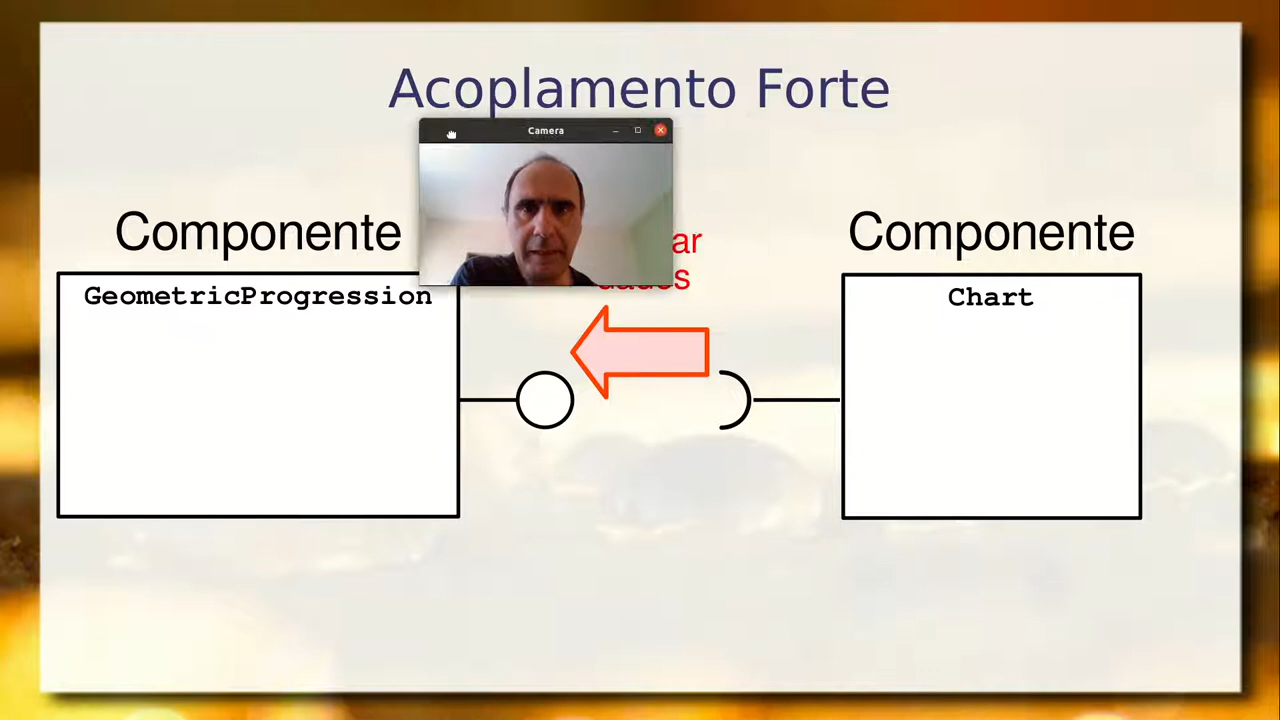 Acoplamento Forte
Camera
Componente
Componente
GeometricProgression
Chart